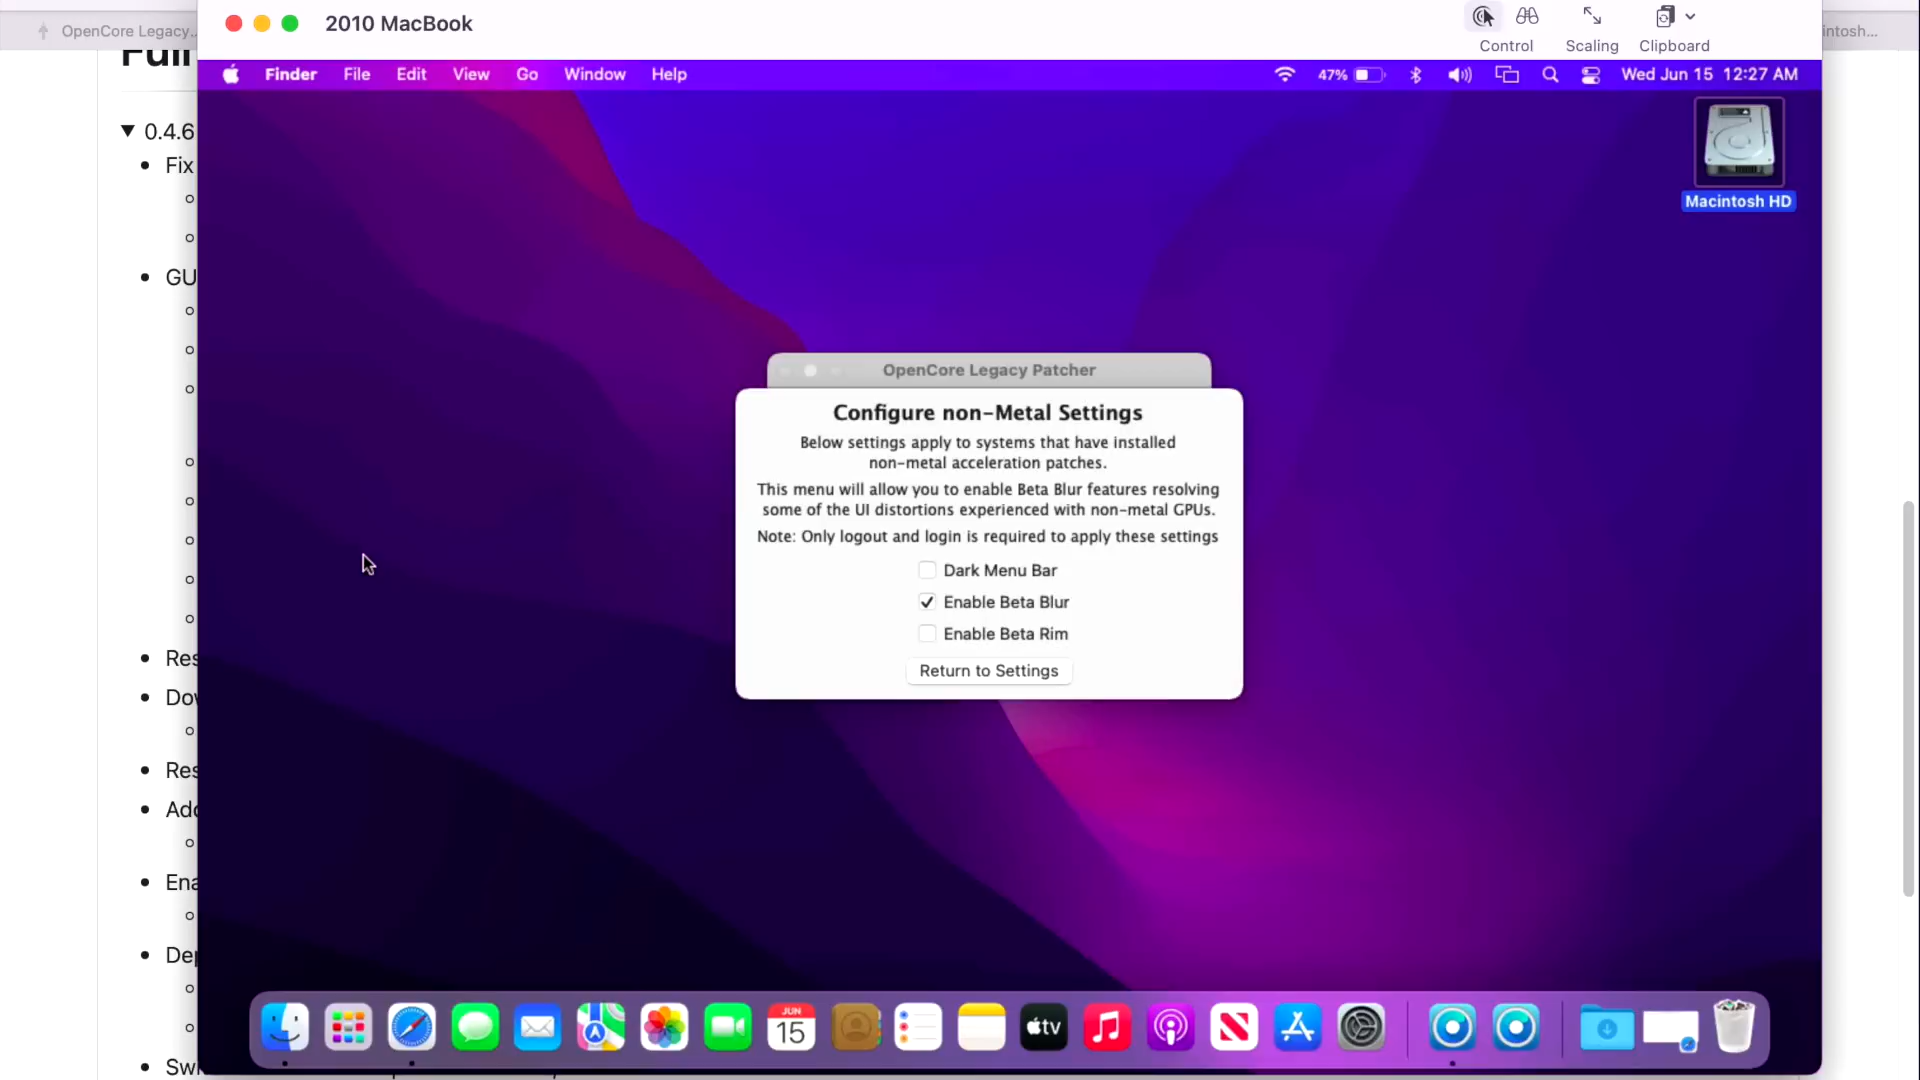 OpenCore Legacy...
2010 MacBook
Control
Scaling
Clipboard
intosh...
Full
Finder File Edit View Go Window Help
47%
Wed Jun 15 12:27 AM
Macintosh HD
0.4.6
Fix
GU
Res
Dow
Res
Add
Ena
Dep
Swi
OpenCore Legacy Patcher
Configure non-Metal Settings
Below settings apply to systems that have installed
non-metal acceleration patches.
This menu will allow you to enable Beta Blur features resolving
some of the UI distortions experienced with non-metal GPUs.
Note: Only logout and login is required to apply these settings
Dark Menu Bar
Enable Beta Blur
Enable Beta Rim
Return to Settings
JUN
15
tv